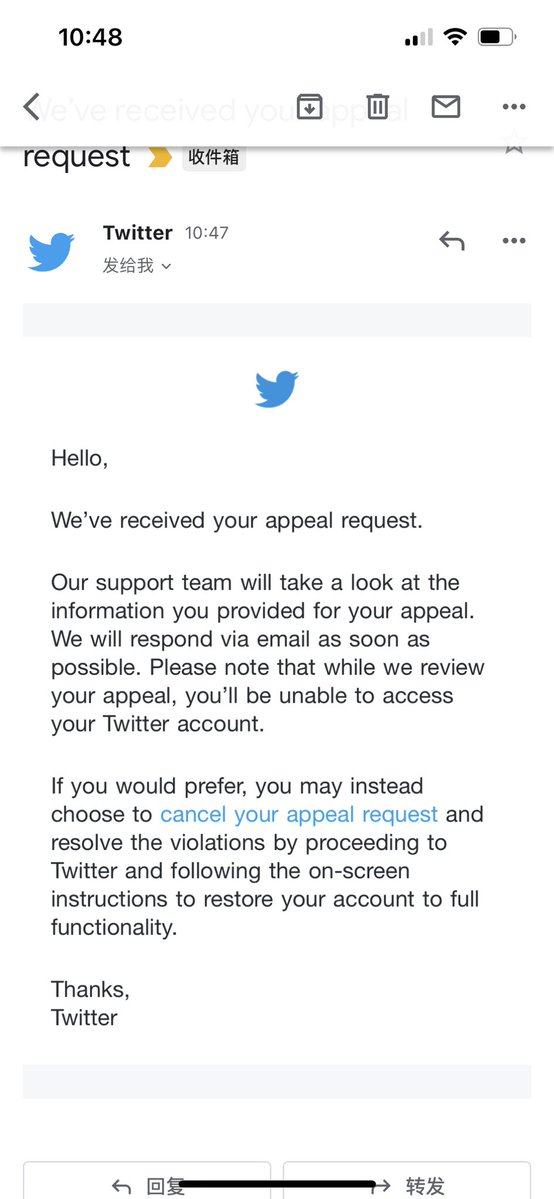 10:48
We've received your appeal
request 收件箱
Twitter 10:47
发给我
Hello,
We've received your appeal request.
Our support team will take a look at the
information you provided for your appeal.
We will respond via email as soon as
possible. Please note that while we review
your appeal, you'll be unable to access
your Twitter account.
If you would prefer, you may instead
choose to cancel your appeal request and
resolve the violations by proceeding to
Twitter and following the on-screen
instructions to restore your account to full
functionality.
Thanks,
Twitter
回复 转发